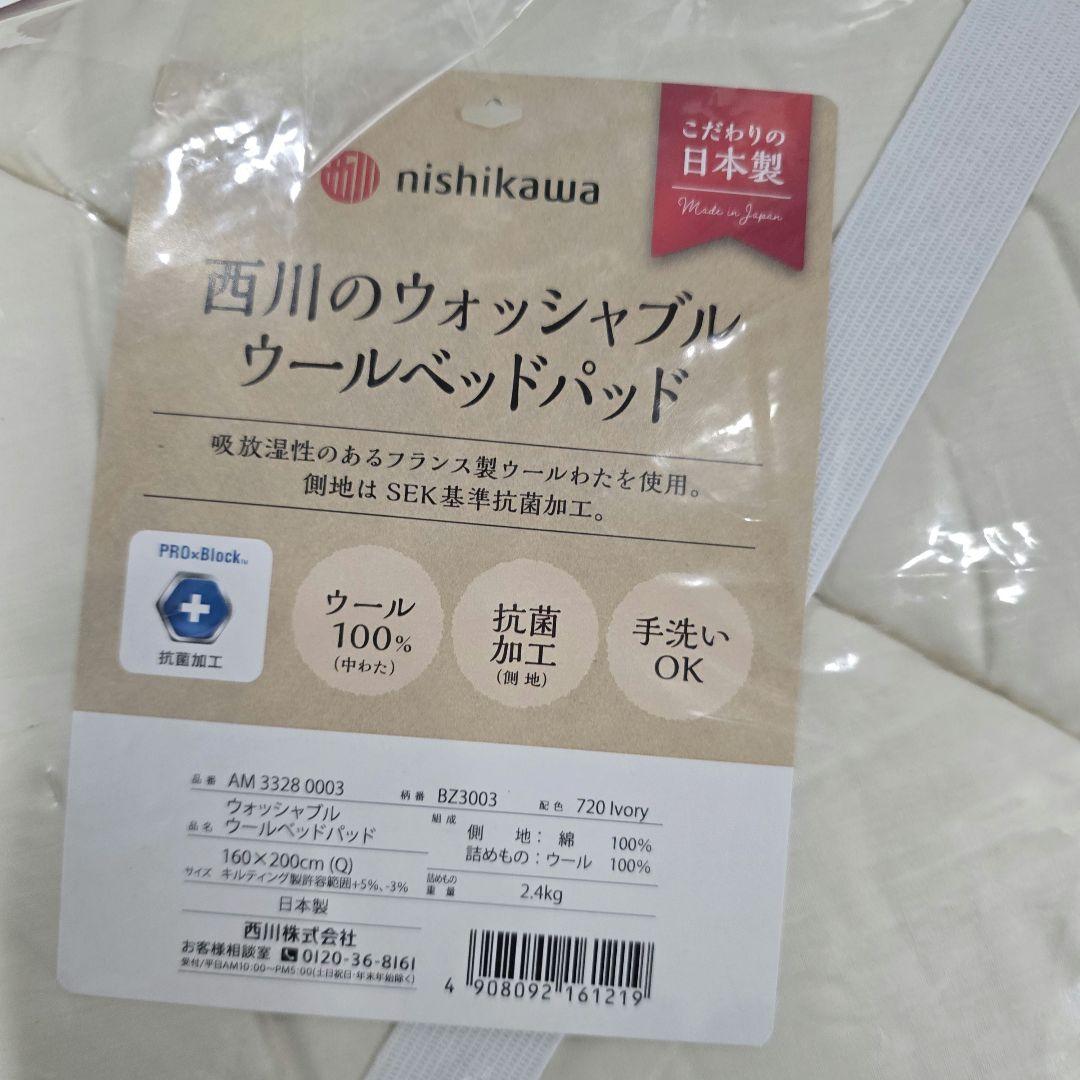 こだわりの
日本製
Made in Japan
西川 nishikawa
西川のウォッシャブル
ウールベッドパッド
吸放湿性のあるフランス製ウールわたを使用。
側地は SEK基準抗菌加工。
PRO×Block™
抗菌加工
ウール
100%
(中わた)
抗菌
加工
(側地)
手洗い
OK
品番 AM 3328 0003 柄番 BZ3003 配色 720 Ivory
品名 ウォッシャブル
ウールベッドパッド
組成
側 地: 綿 100%
詰めもの:ウール 100%
サイズ 160×200cm (Q)
キルティング製許容範囲+5%、-3%
詰めもの
重量 2.4kg
日本製
西川株式会社
お客様相談室 0120-36-8161
受付/平日AM10:00〜PM5:00(土日祝日·年末年始除く)
4 908092 161219